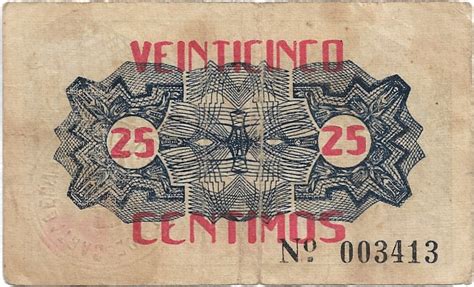 VEINTICINCO
25 25
CENTIMOS
Nº 003413